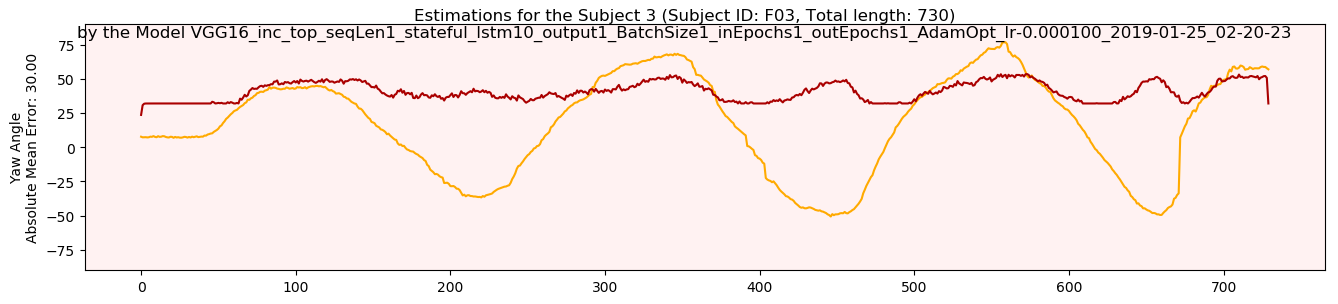 Estimations for the Subject 3 (Subject ID: F03, Total length: 730)
by the Model VGG16_inc_top_seqLen1_stateful_lstm10_output1_BatchSize1_inEpochs1_outEpochs1_AdamOpt_lr-0.000100_2019-01-25_02-20-23
Yaw Angle
Absolute Mean Error: 30.00
75
50
25
0
−25
−50
−75
0 100 200 300 400 500 600 700